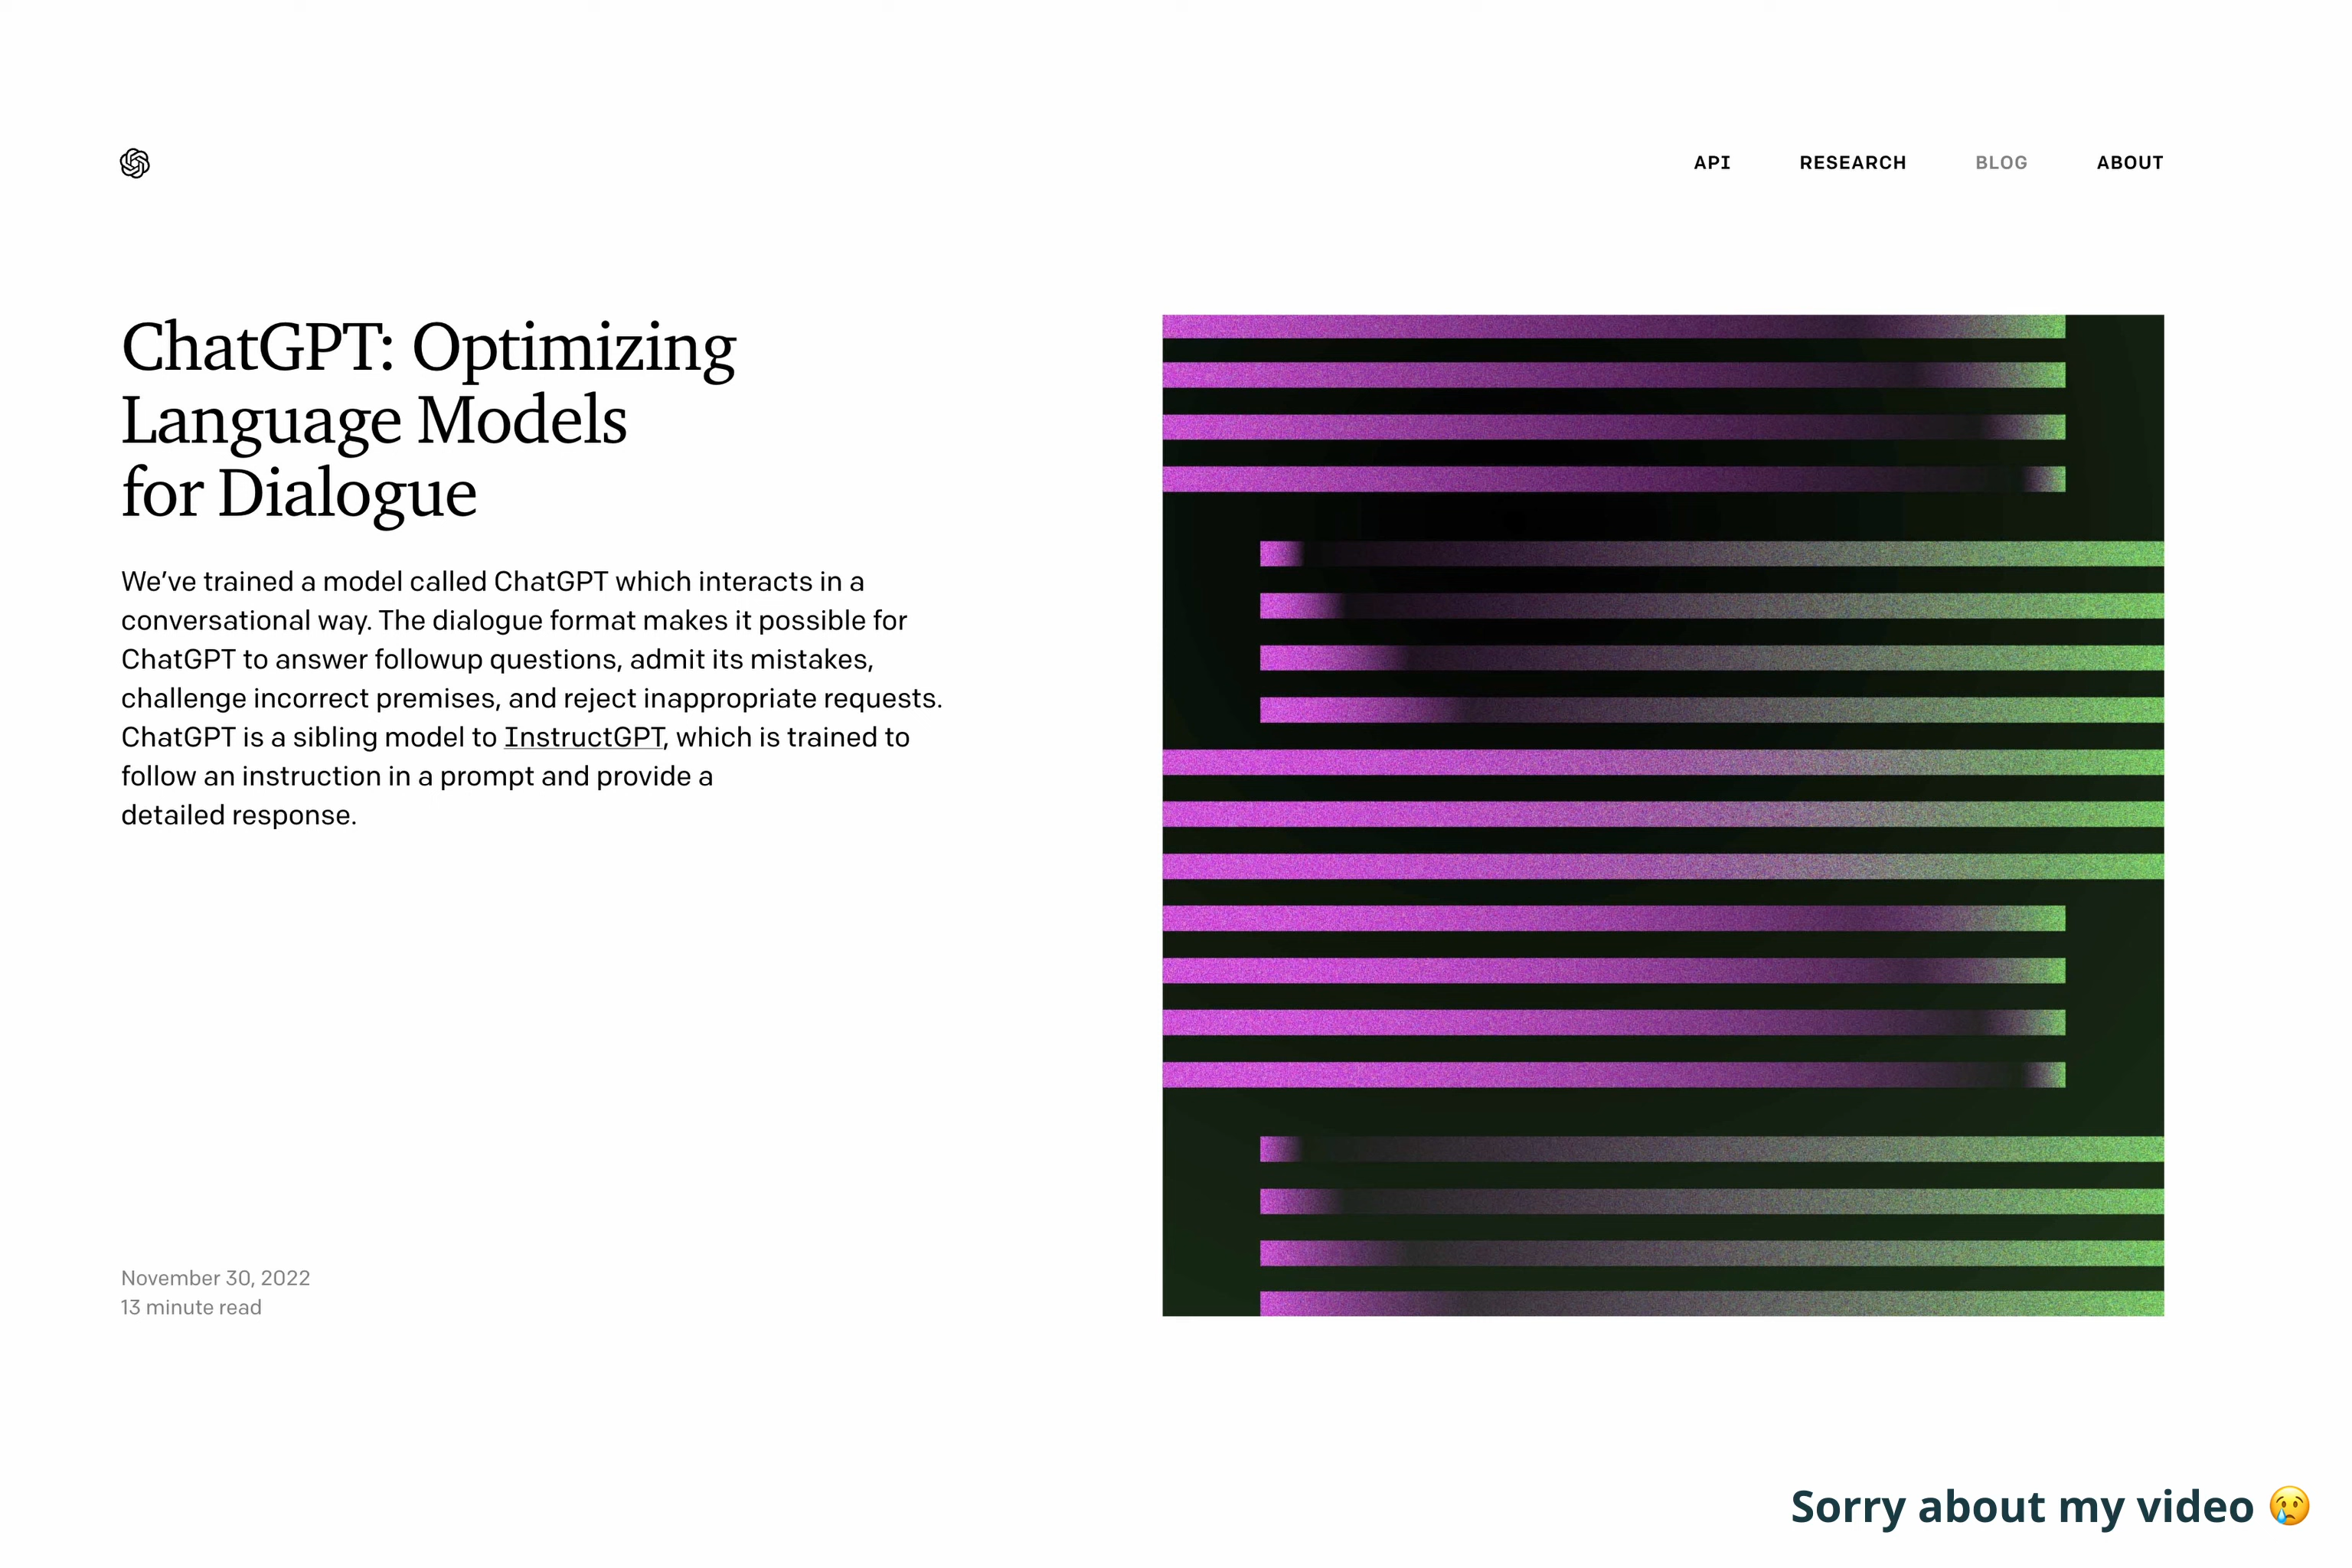 API RESEARCH BLOG ABOUT
ChatGPT: Optimizing
Language Models
for Dialogue
We’ve trained a model called ChatGPT which interacts in a
conversational way. The dialogue format makes it possible for
ChatGPT to answer followup questions, admit its mistakes,
challenge incorrect premises, and reject inappropriate requests.
ChatGPT is a sibling model to InstructGPT, which is trained to
follow an instruction in a prompt and provide a
detailed response.
November 30, 2022
13 minute read
Sorry about my video 😢